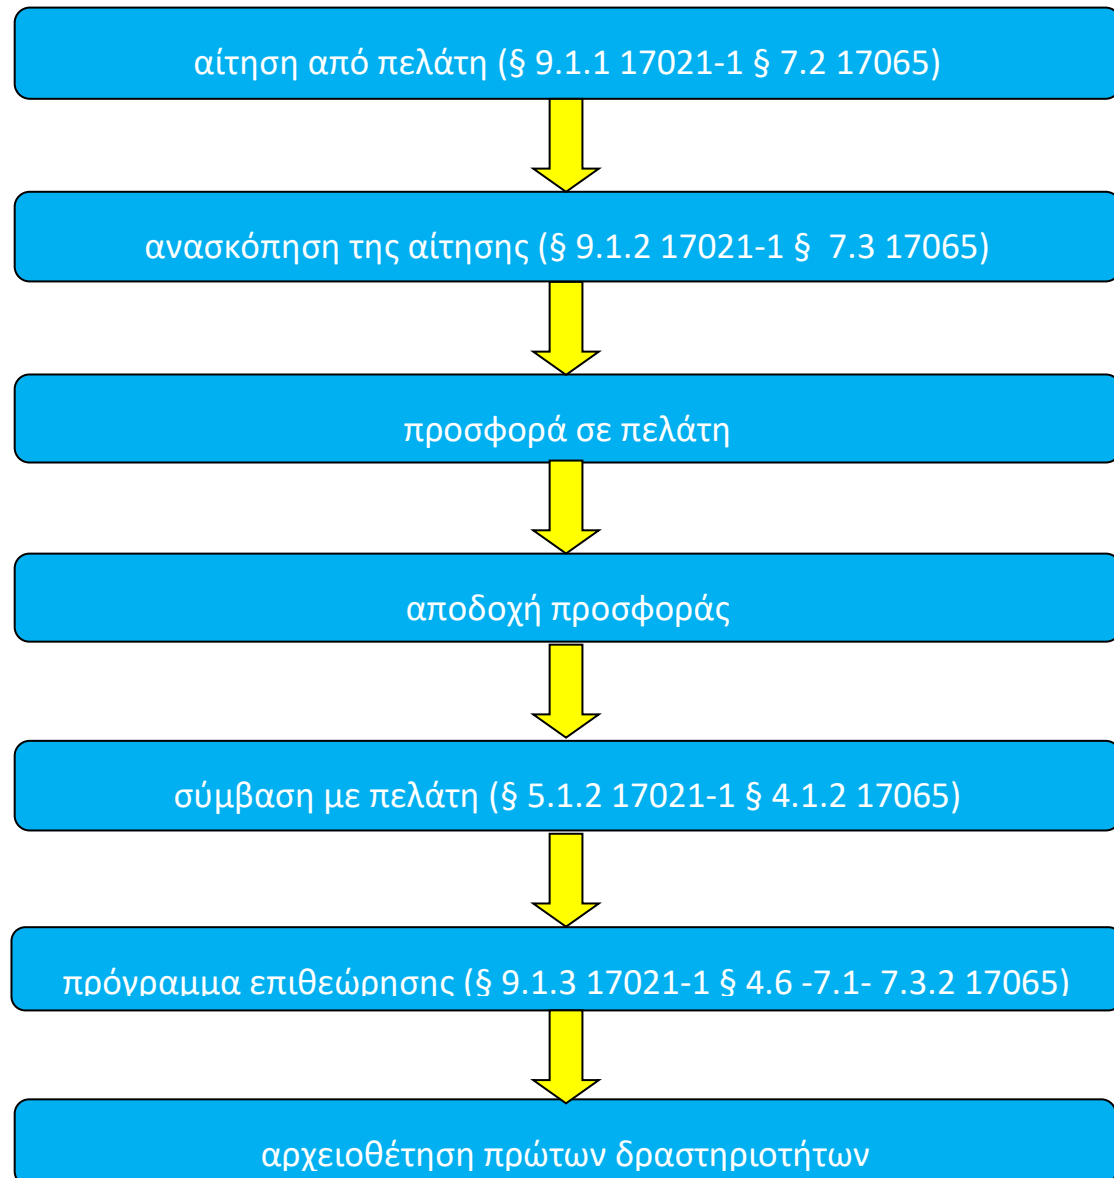 αίτηση από πελάτη (§ 9.1.1 17021-1 § 7.2 17065)
ανασκόπηση της αίτησης (§ 9.1.2 17021-1 § 7.3 17065)
προσφορά σε πελάτη
αποδοχή προσφοράς
σύμβαση με πελάτη (§ 5.1.2 17021-1 § 4.1.2 17065)
πρόγραμμα επιθεώρησης (§ 9.1.3 17021-1 § 4.6 -7.1- 7.3.2 17065)
αρχειοθέτηση πρώτων δραστηριοτήτων